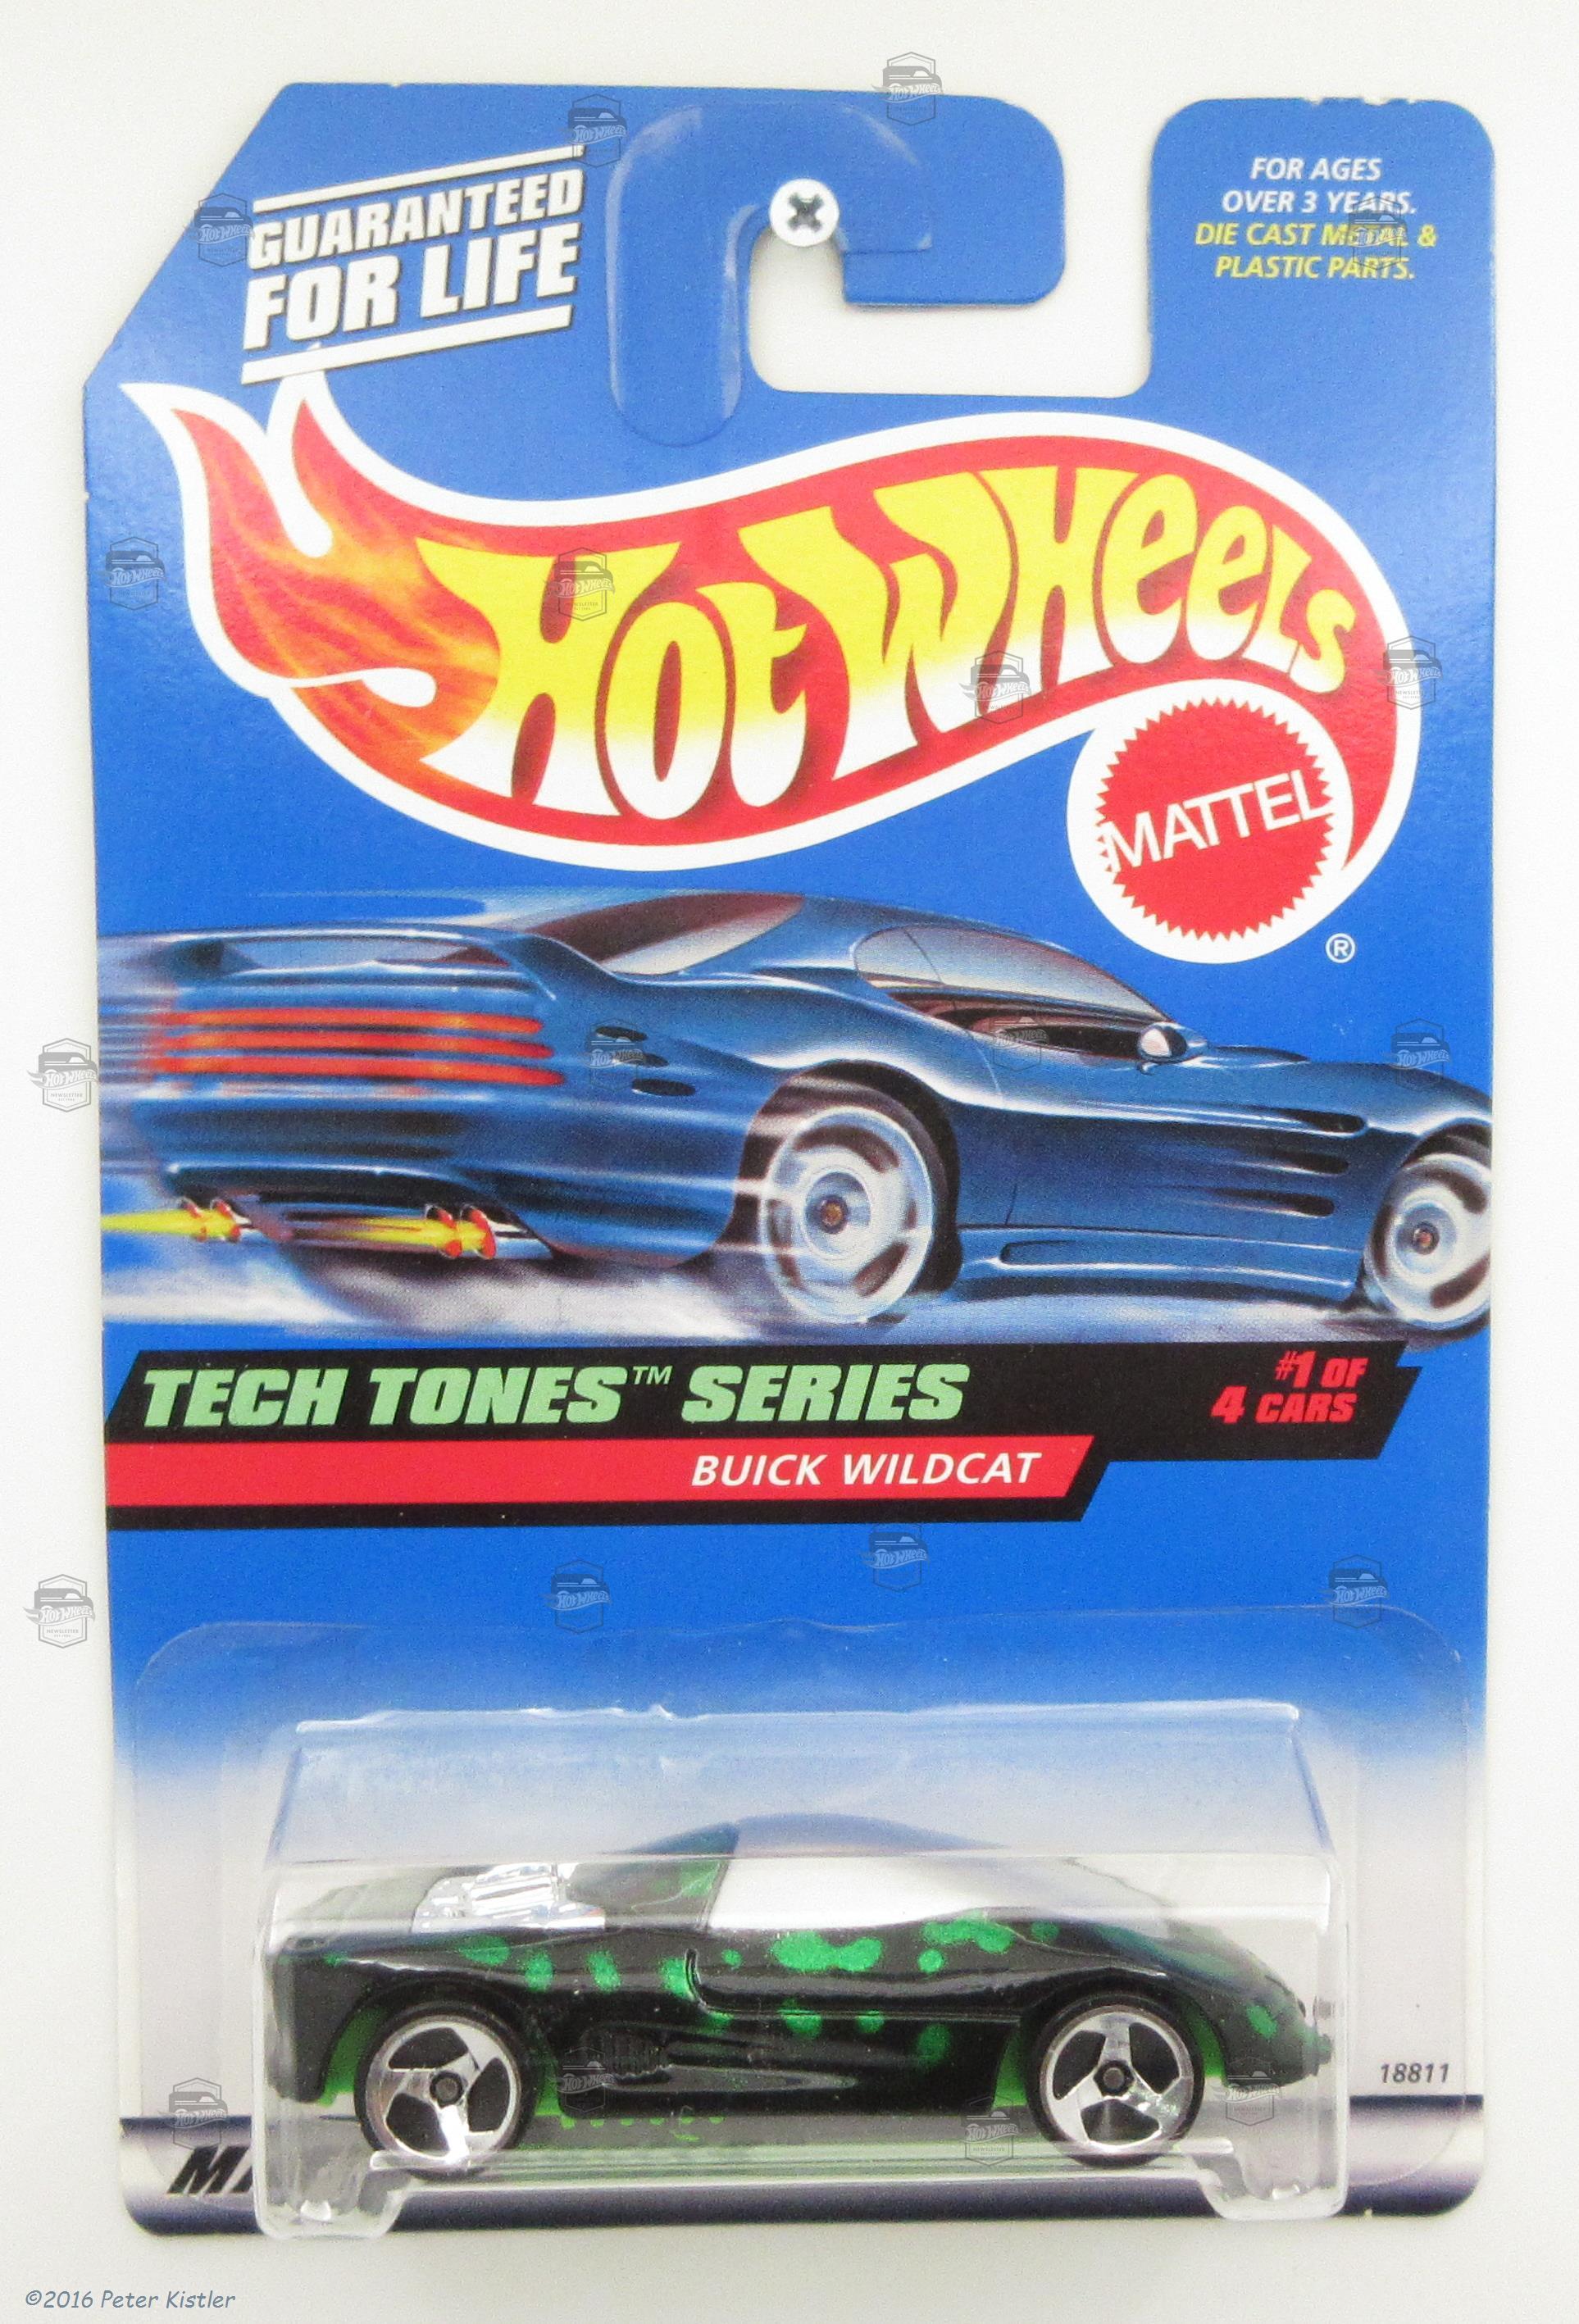 GUARANTEED
FOR LIFE
FOR AGES
OVER 3 YEARS.
DIE CAST METAL &
PLASTIC PARTS.
HOT WHEELS
MATTEL
®
TECH TONES™ SERIES
#1 OF
4 CARS
BUICK WILDCAT
18811
©2016 Peter Kistler